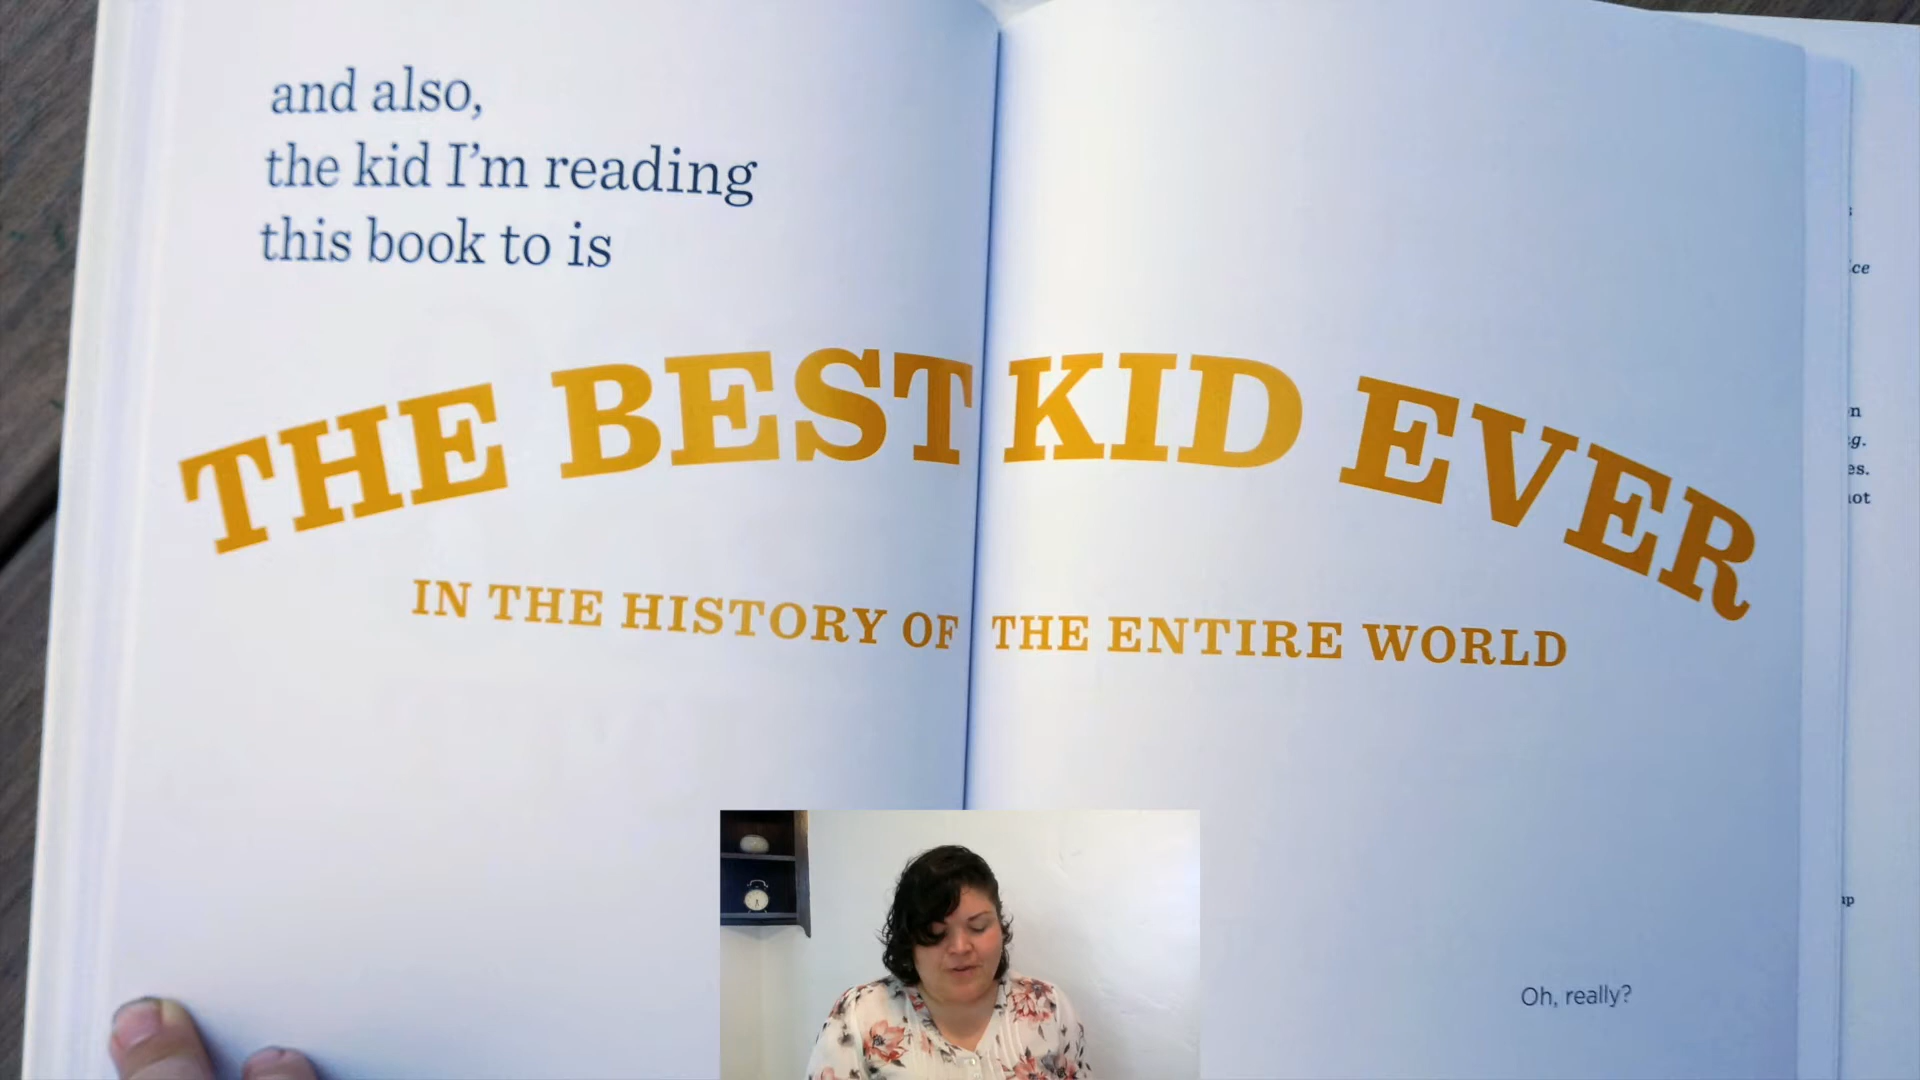 and also,
the kid I'm reading
this book to is
THE BEST KID EVER
IN THE HISTORY OF THE ENTIRE WORLD
Oh, really?